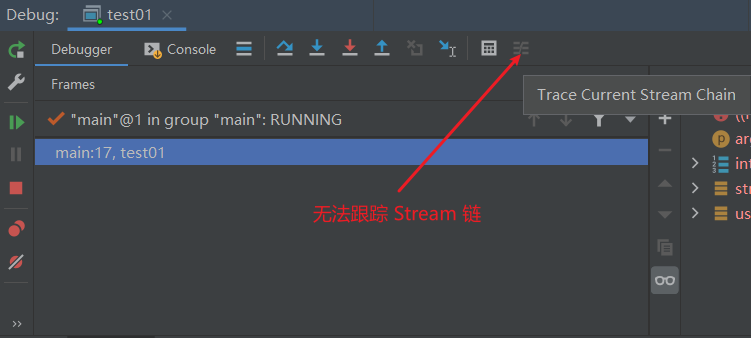 Debug: test01
Debugger Console
Frames
Trace Current Stream Chain
"main"@1 in group "main": RUNNING
main:17, test01
无法跟踪 Stream 链
ar
int
str
us